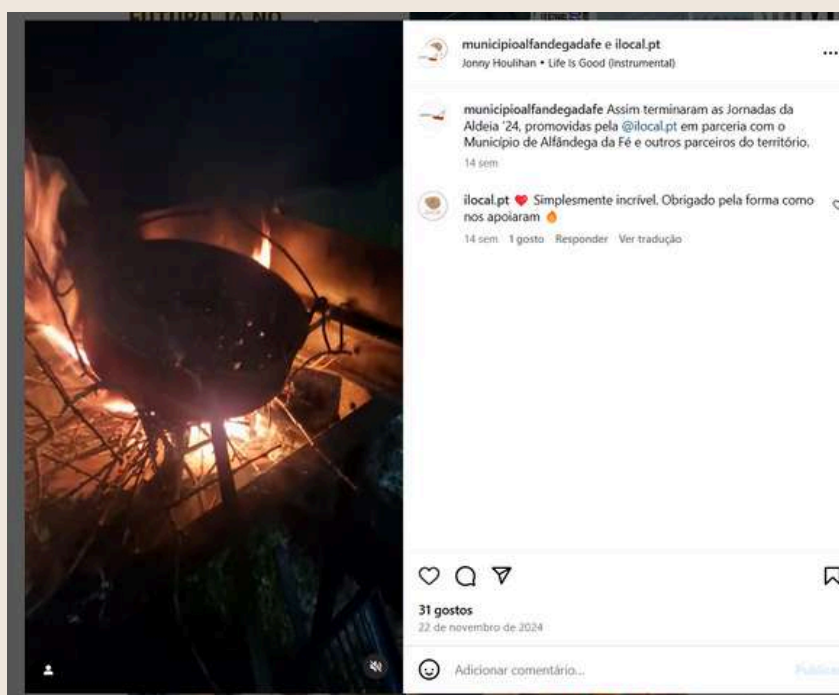 FUTURO JÁ NO
municipioalfandegadafe e ilocal.pt
Jonny Houlihan • Life Is Good (Instrumental)
municipioalfandegadafe Assim terminaram as Jornadas da
Aldeia '24, promovidas pela @ilocal.pt em parceria com o
Município de Alfândega da Fé e outros parceiros do território.
14 sem
ilocal.pt ❤️ Simplesmente incrível. Obrigado pela forma como
nos apoiaram 🔥
14 sem 1 gosto Responder Ver tradução
31 gostos
22 de novembro de 2024
Adicionar comentário...